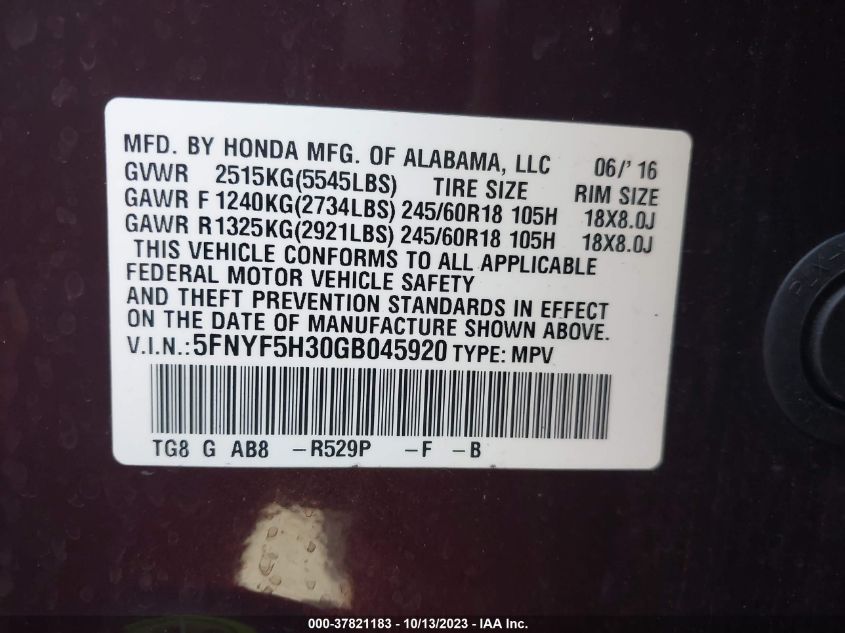 MFD. BY HONDA MFG. OF ALABAMA, LLC 06/' 16
GVWR 2515KG(5545LBS) TIRE SIZE RIM SIZE
GAWR F 1240KG(2734LBS) 245/60R18 105H 18X8.0J
GAWR R1325KG(2921LBS) 245/60R18 105H 18X8.0J
THIS VEHICLE CONFORMS TO ALL APPLICABLE
FEDERAL MOTOR VEHICLE SAFETY
AND THEFT PREVENTION STANDARDS IN EFFECT
ON THE DATE OF MANUFACTURE SHOWN ABOVE.
V.I.N.:5FNYF5H30GB045920 TYPE: MPV
TG8 G AB8 –R529P –F –B
000-37821183 - 10/13/2023 - IAA Inc.